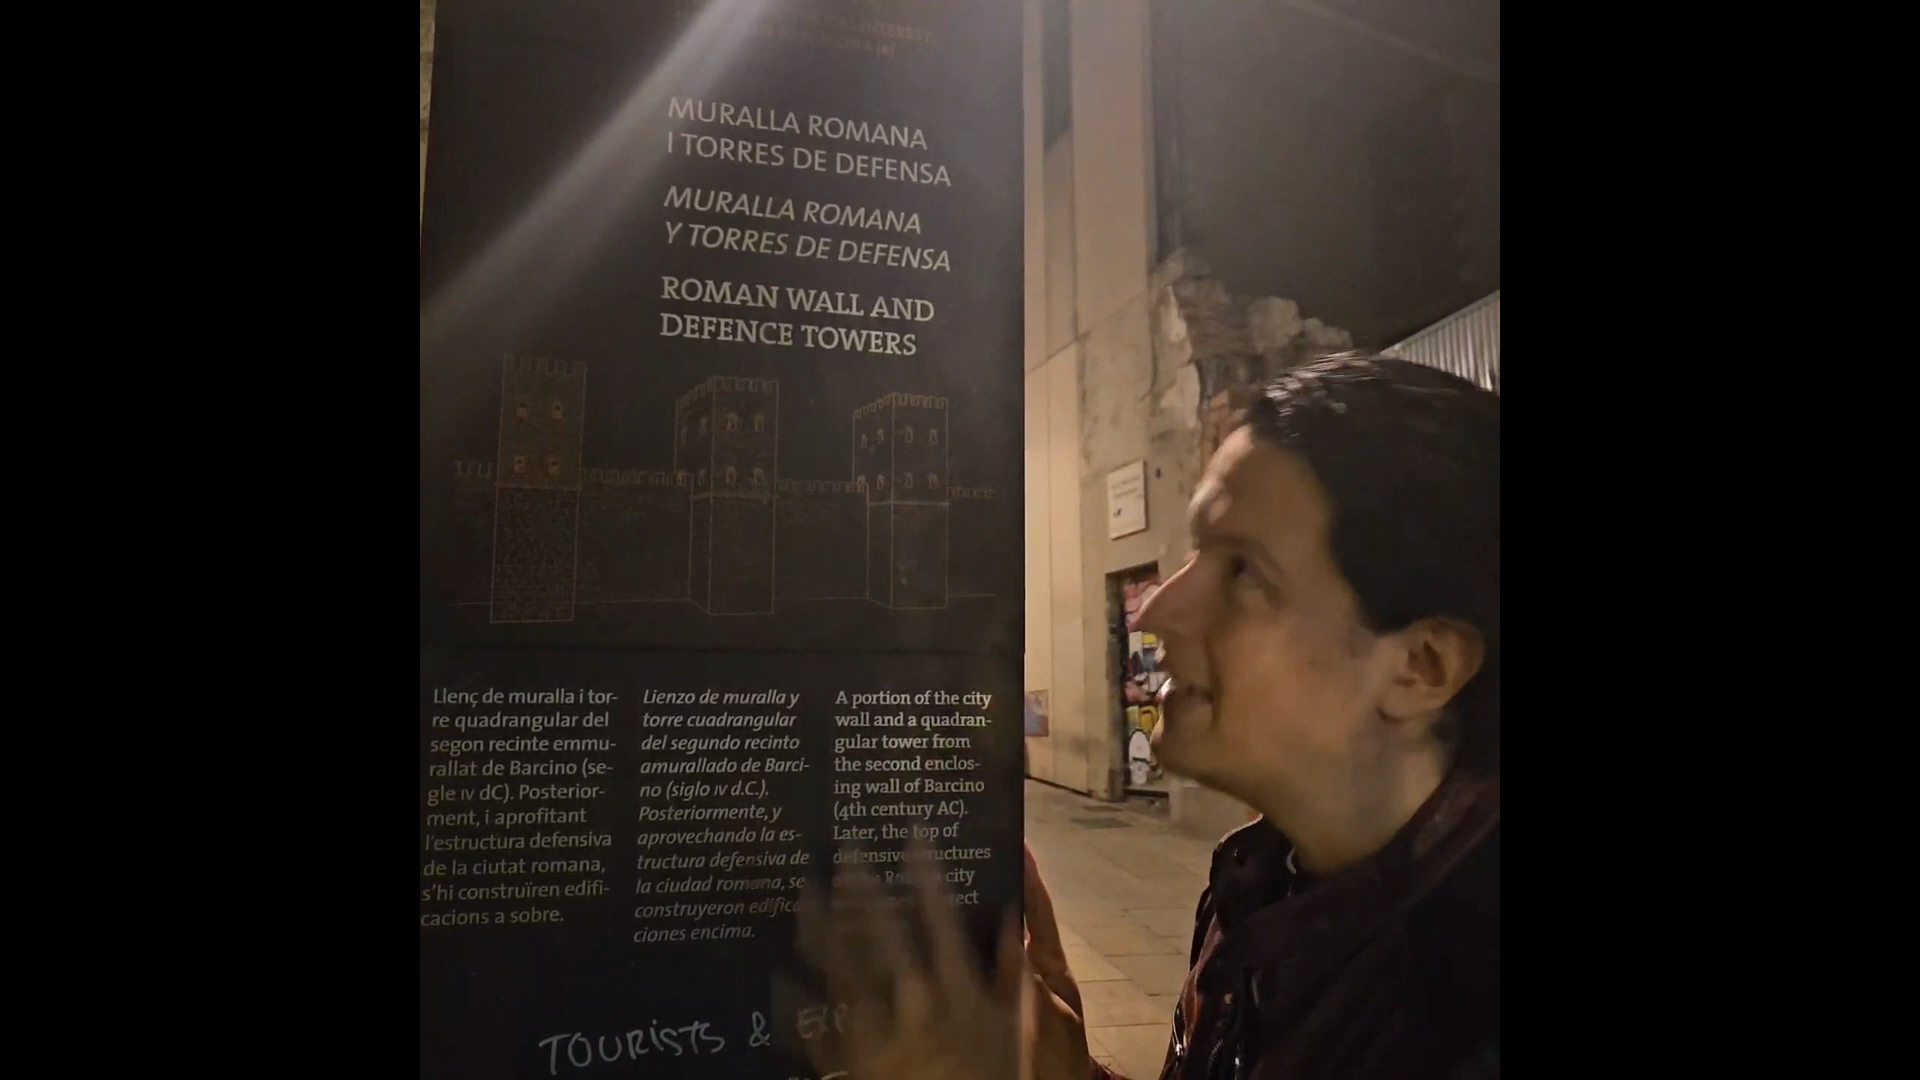 MURALLA ROMANA
I TORRES DE DEFENSA
MURALLA ROMANA
Y TORRES DE DEFENSA
ROMAN WALL AND
DEFENCE TOWERS
Llenç de muralla i tor-
re quadrangular del
segon recinte emmu-
rallat de Barcino (se-
gle IV dC). Posterior-
ment, i aprofitant
l'estructura defensiva
de la ciutat romana,
s'hi construïren edifi-
cacions a sobre.
Lienzo de muralla y
torre cuadrangular
del segundo recinto
amurallado de Barci-
no (siglo IV d.C.).
Posteriormente, y
aprovechando la es-
tructura defensiva de
la ciudad romana, se
construyeron edifica-
ciones encima.
A portion of the city
wall and a quadran-
gular tower from
the second enclos-
ing wall of Barcino
(4th century AC).
Later, the top of
defensive structures
city
TOURISTS &